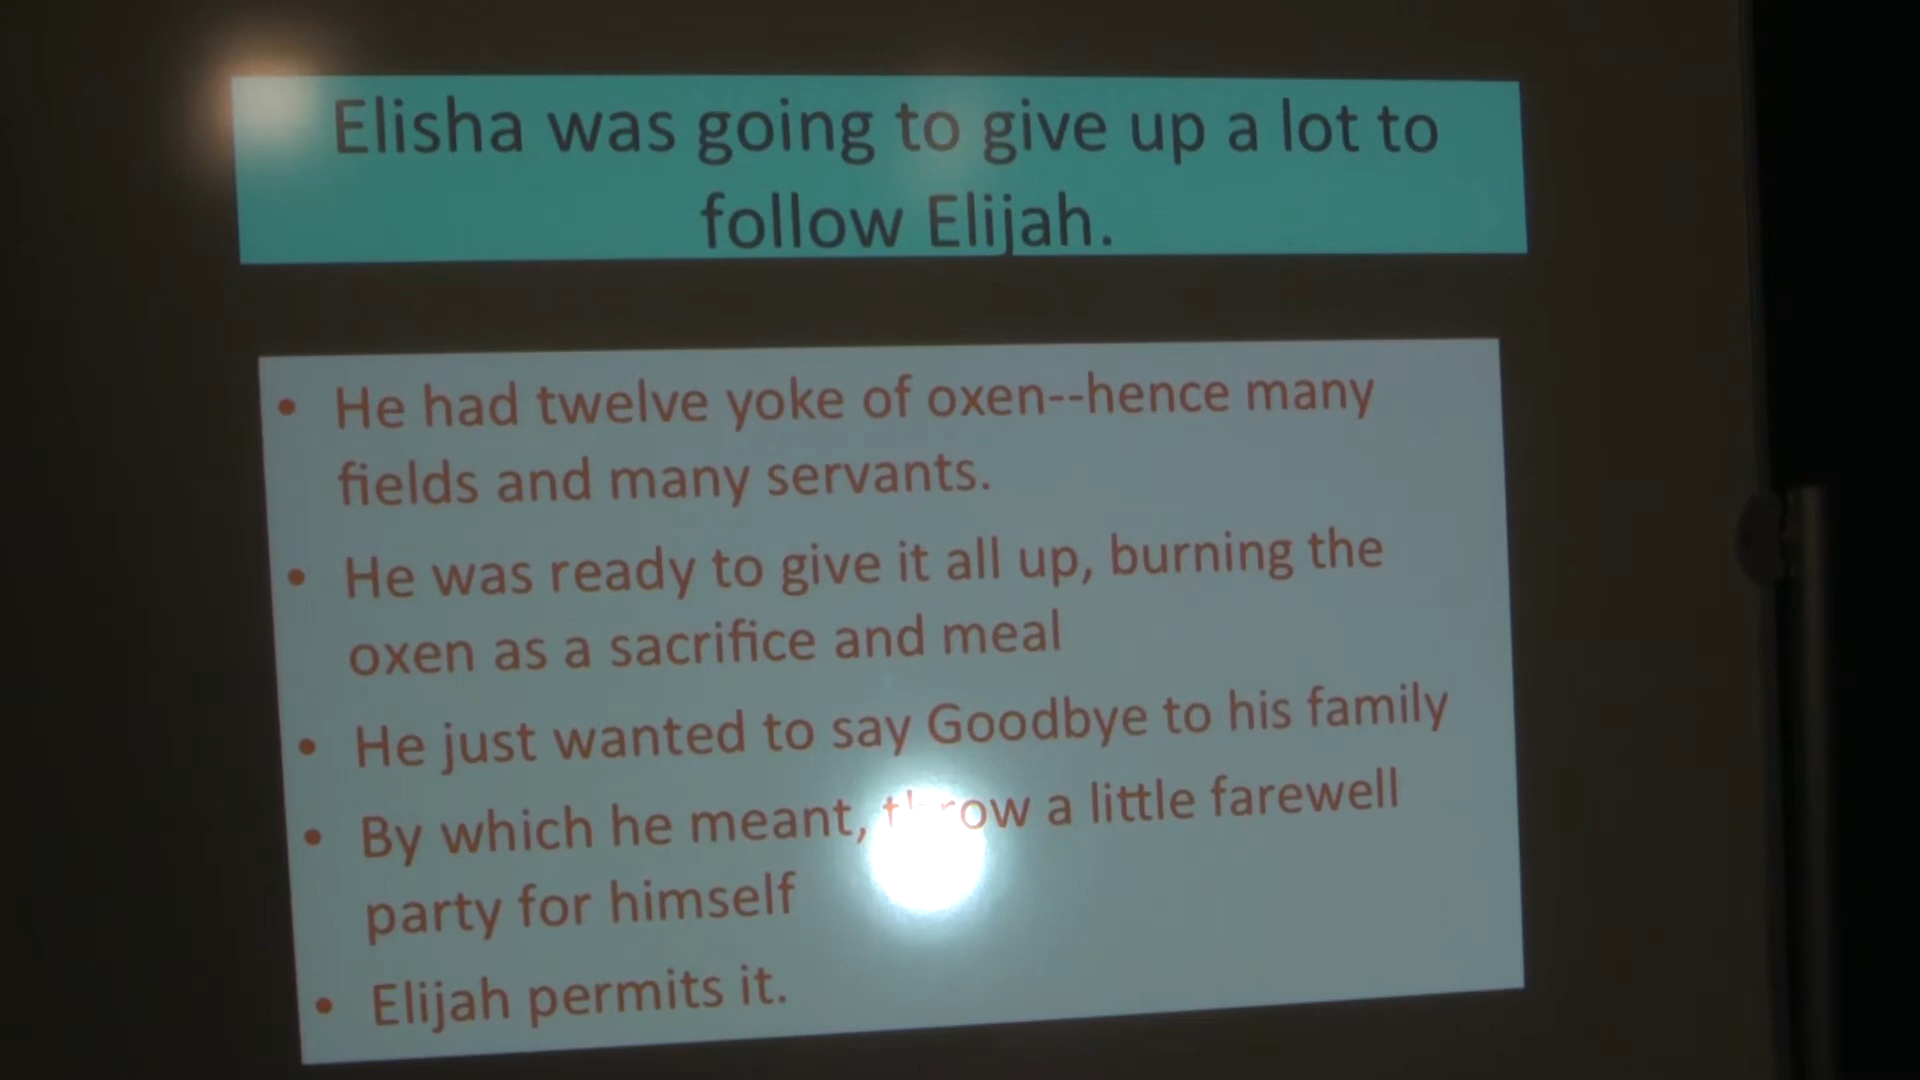 Elisha was going to give up a lot to
follow Elijah.
• He had twelve yoke of oxen--hence many
fields and many servants.
• He was ready to give it all up, burning the
oxen as a sacrifice and meal
• He just wanted to say Goodbye to his family
• By which he meant, throw a little farewell
party for himself
• Elijah permits it.